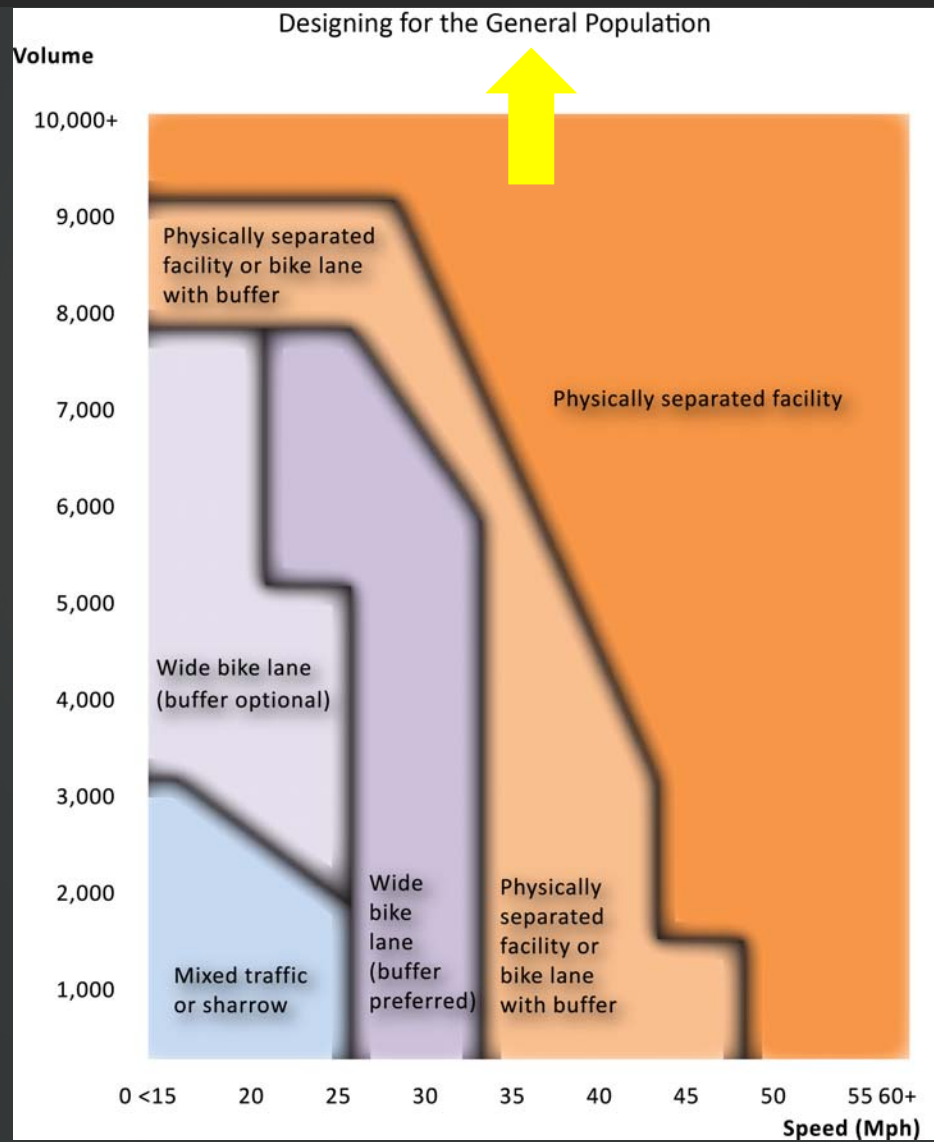 Designing for the General Population
Volume
10,000+
9,000
8,000
7,000
6,000
5,000
4,000
3,000
2,000
1,000
Physically separated
facility or bike lane
with buffer
Physically separated facility
Wide bike lane
(buffer optional)
Mixed traffic
or sharrow
Wide
bike
lane
(buffer
preferred)
Physically
separated
facility or
bike lane
with buffer
0 <15 20 25 30 35 40 45 50 55 60+
Speed (Mph)